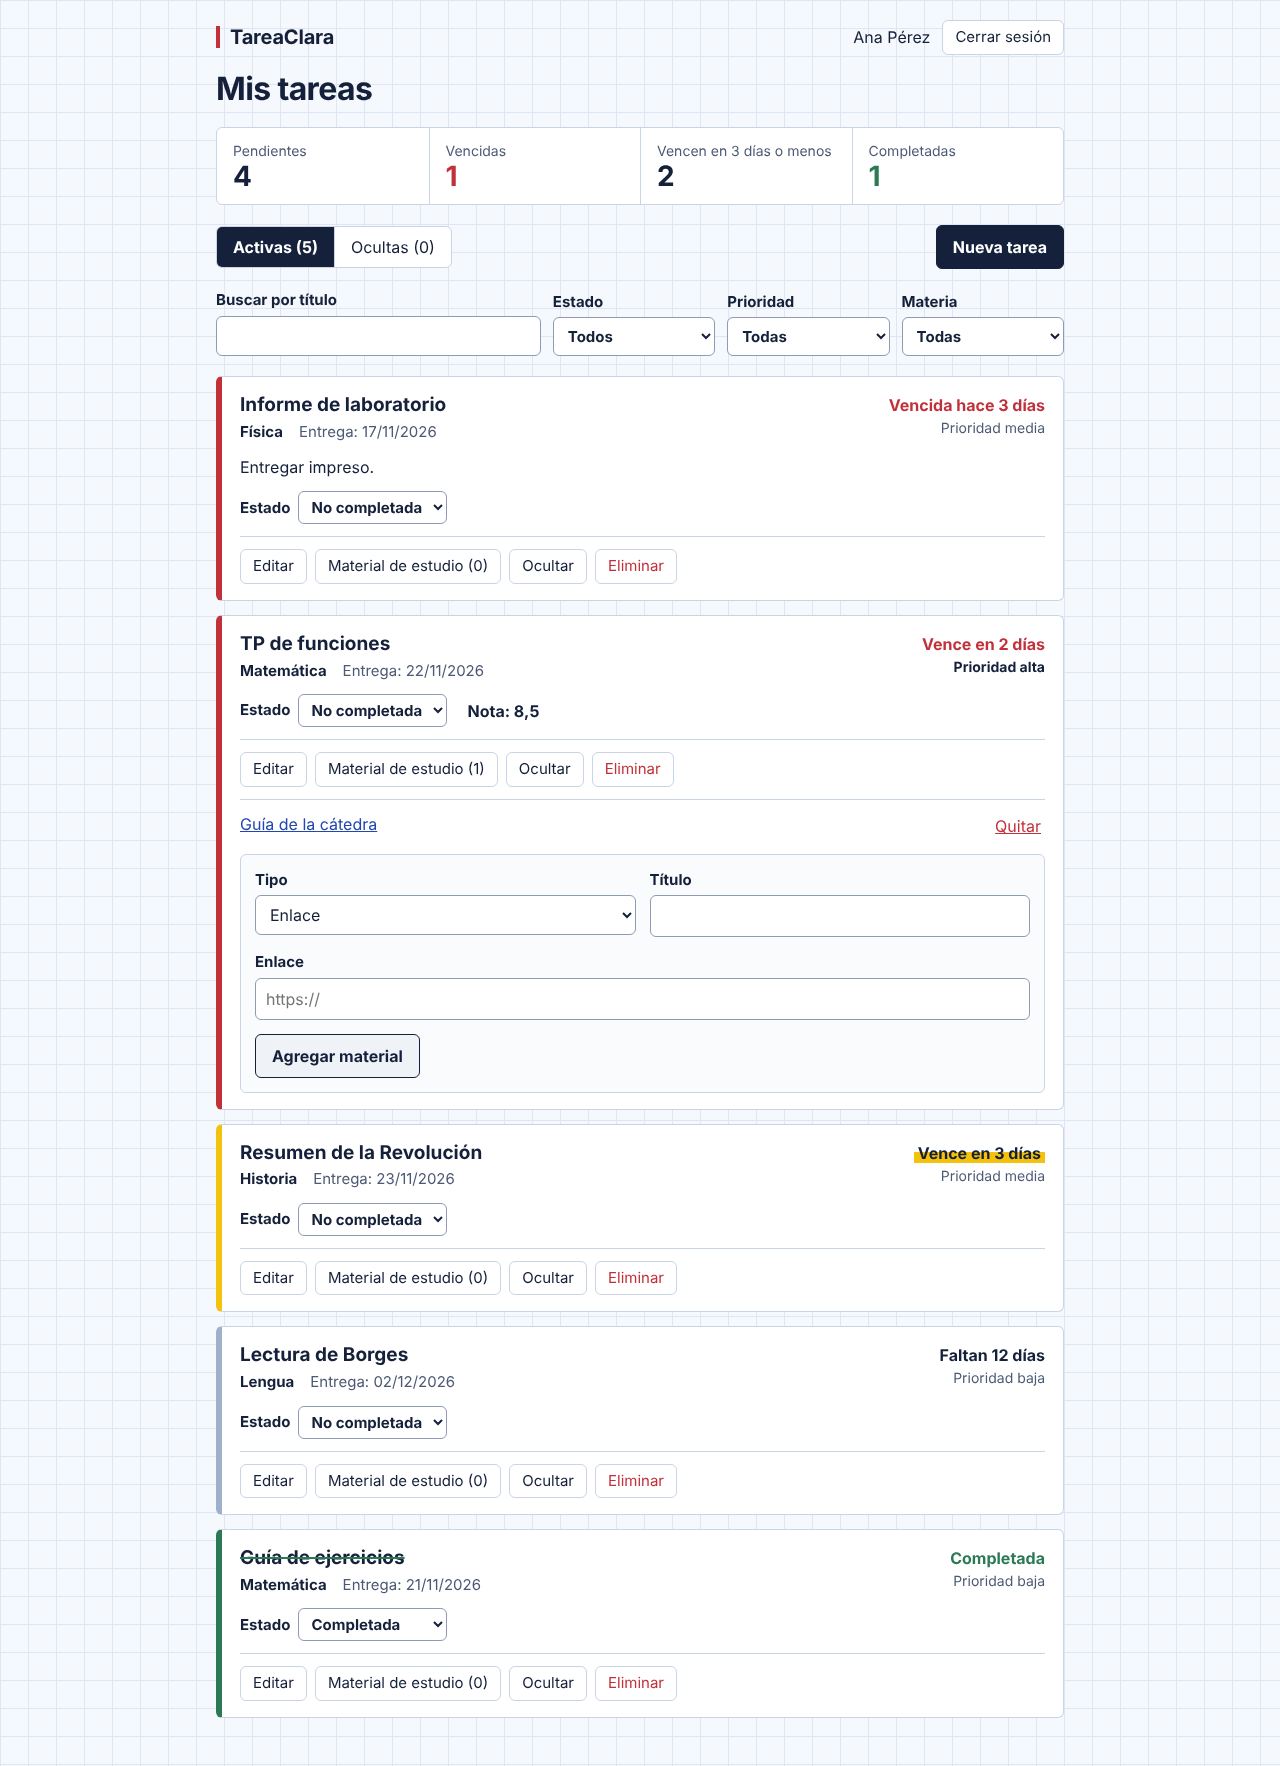 TareaClara
Ana Pérez
Cerrar sesión
Mis tareas
Pendientes
4
Vencidas
1
Vencen en 3 días o menos
2
Completadas
1
Activas (5)
Ocultas (0)
Nueva tarea
Buscar por título
Estado
Prioridad
Materia
Todos
Todas
Todas
Informe de laboratorio
Vencida hace 3 días
Física Entrega: 17/11/2026
Prioridad media
Entregar impreso.
Estado No completada
Editar
Material de estudio (0)
Ocultar
Eliminar
TP de funciones
Vence en 2 días
Matemática Entrega: 22/11/2026
Prioridad alta
Estado No completada Nota: 8,5
Editar
Material de estudio (1)
Ocultar
Eliminar
Guía de la cátedra
Quitar
Tipo
Título
Enlace
Enlace
https://
Agregar material
Resumen de la Revolución
Vence en 3 días
Historia Entrega: 23/11/2026
Prioridad media
Estado No completada
Editar
Material de estudio (0)
Ocultar
Eliminar
Lectura de Borges
Faltan 12 días
Lengua Entrega: 02/12/2026
Prioridad baja
Estado No completada
Editar
Material de estudio (0)
Ocultar
Eliminar
Guía de ejercicios
Completada
Matemática Entrega: 21/11/2026
Prioridad baja
Estado Completada
Editar
Material de estudio (0)
Ocultar
Eliminar